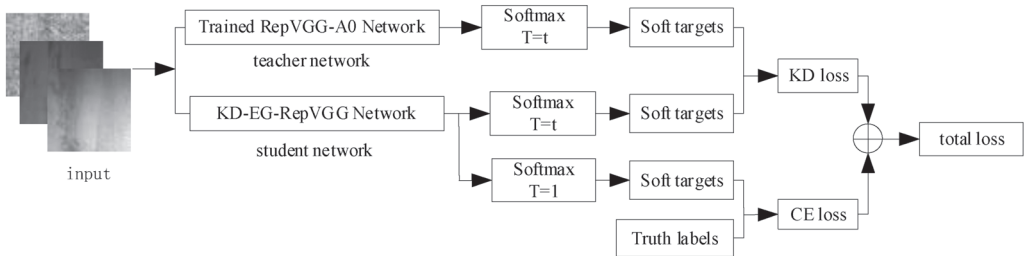 Trained RepVGG-A0 Network
teacher network
Softmax
T=t
Soft targets
KD loss
KD-EG-RepVGG Network
student network
Softmax
T=t
Soft targets
total loss
input
Softmax
T=1
Soft targets
CE loss
Truth labels